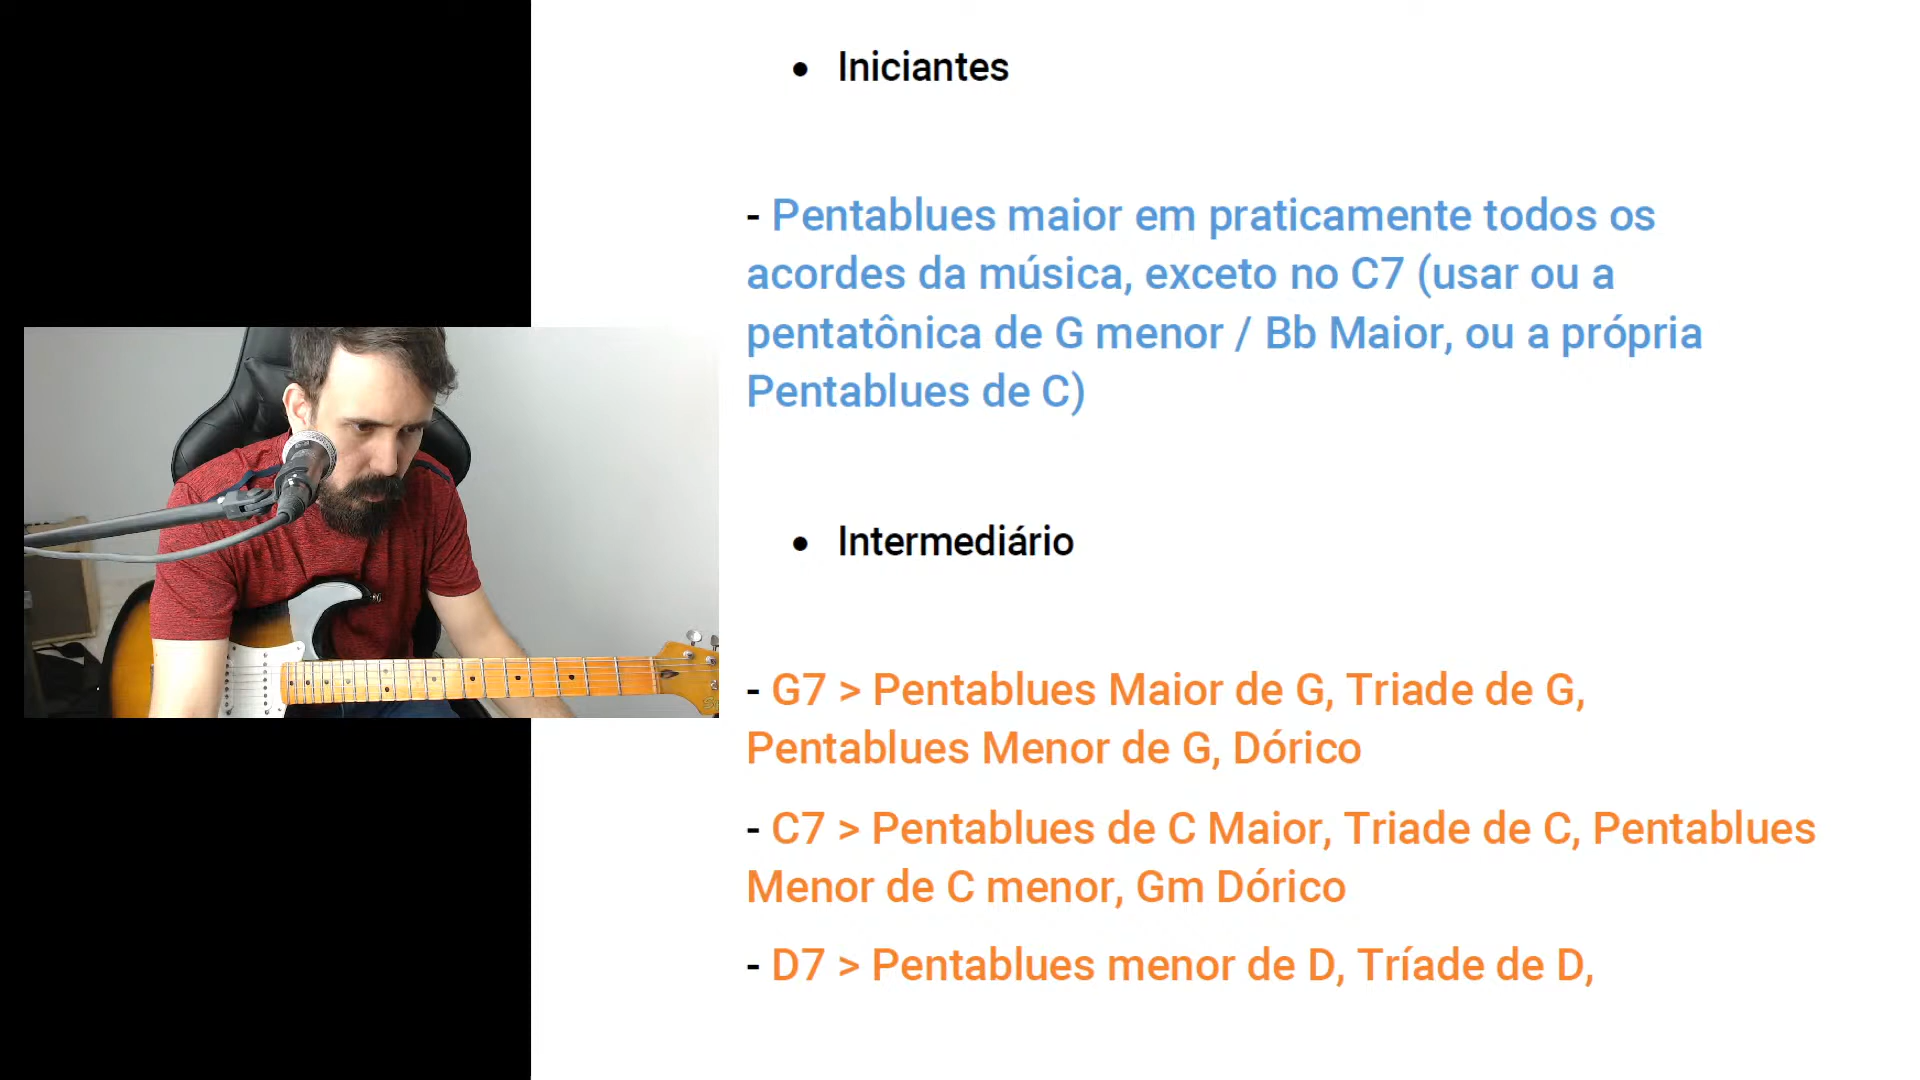 • Iniciantes
- Pentablues maior em praticamente todos os
acordes da música, exceto no C7 (usar ou a
pentatônica de G menor / Bb Maior, ou a própria
Pentablues de C)
• Intermediário
- G7 > Pentablues Maior de G, Triade de G,
Pentablues Menor de G, Dórico
- C7 > Pentablues de C Maior, Triade de C, Pentablues
Menor de C menor, Gm Dórico
- D7 > Pentablues menor de D, Tríade de D,